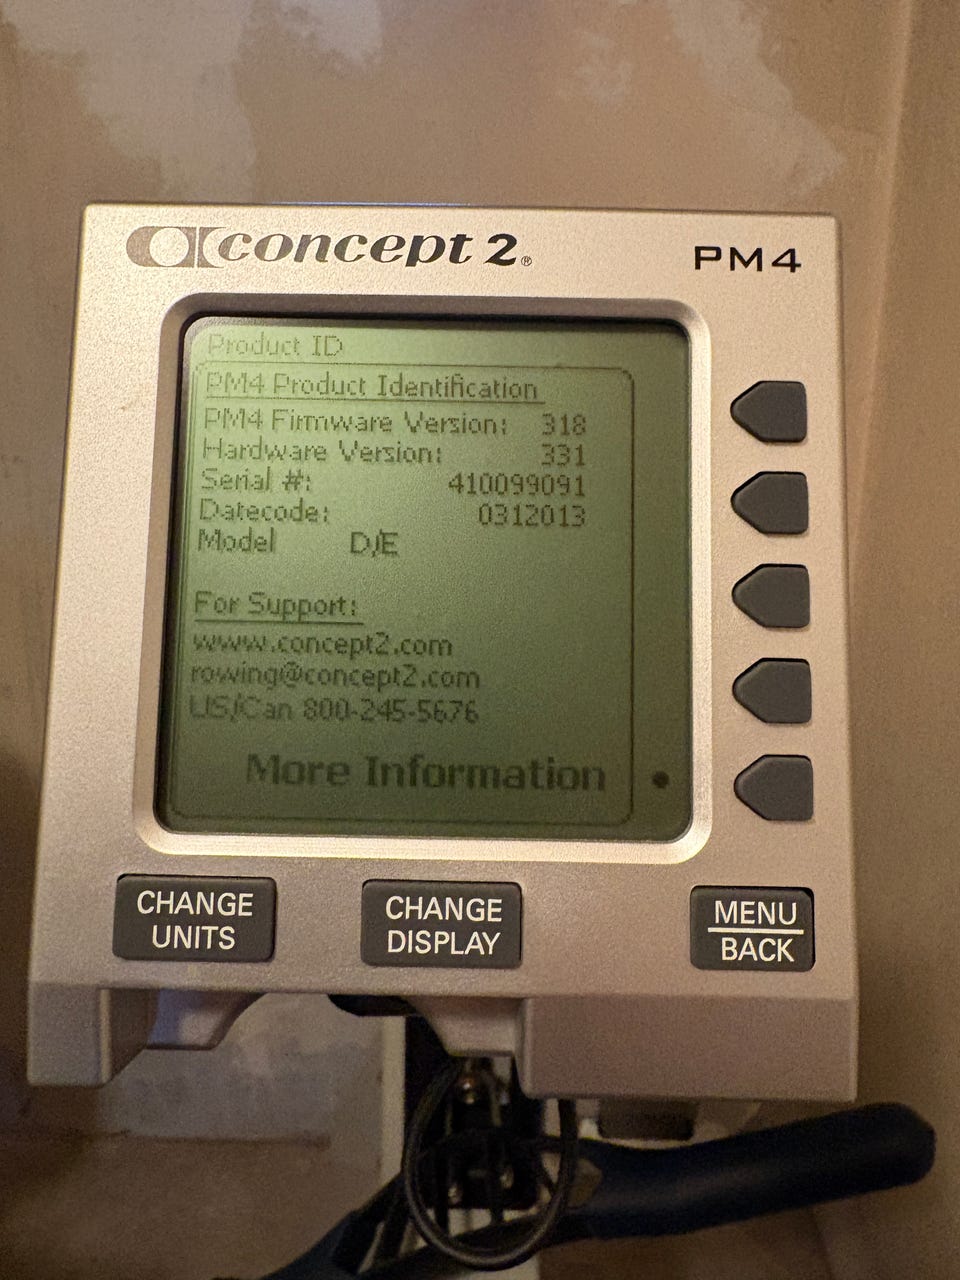 concept 2®
PM4
Product ID
PM4 Product Identification
PM4 Firmware Version: 318
Hardware Version: 331
Serial #: 410099091
Datecode: 0312013
Model D/E
For Support:
www.concept2.com
rowing@concept2.com
US/Can 800-245-5676
More Information
CHANGE
UNITS
CHANGE
DISPLAY
MENU
BACK